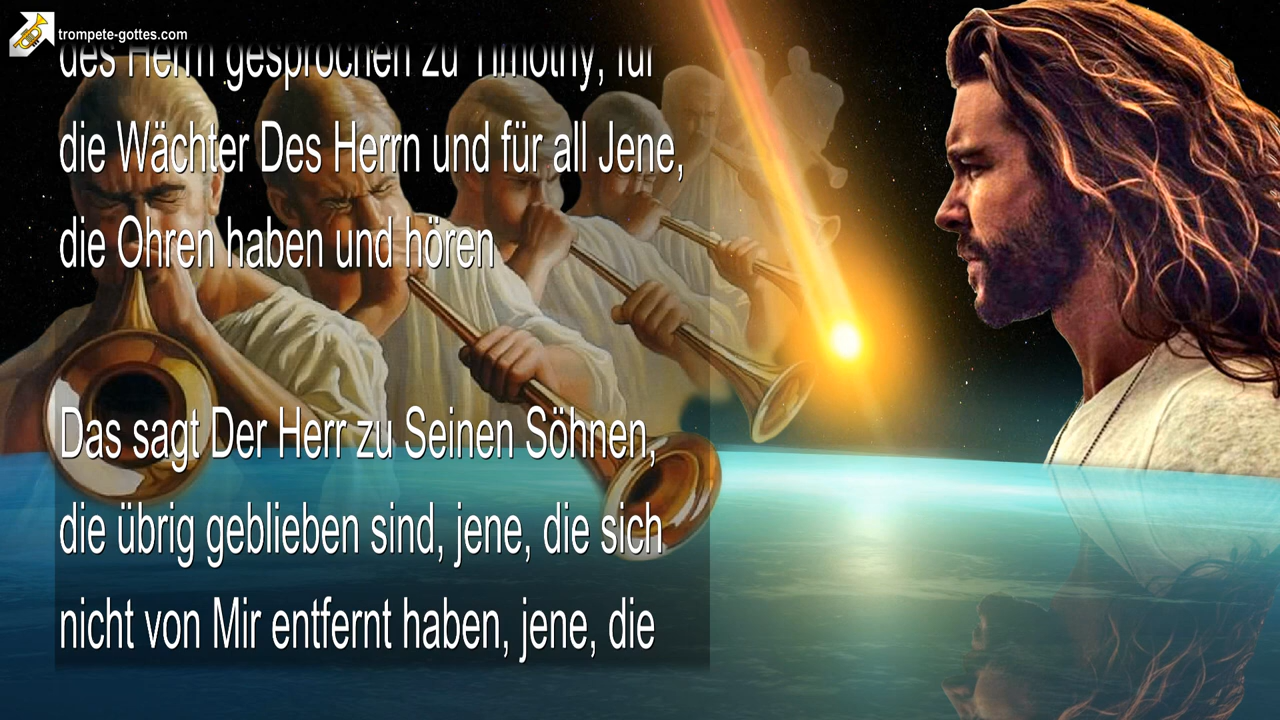 trompete-gottes.com
des Herrn gesprochen zu Timothy, für
die Wächter Des Herrn und für all Jene,
die Ohren haben und hören
Das sagt Der Herr zu Seinen Söhnen,
die übrig geblieben sind, jene, die sich
nicht von Mir entfernt haben, jene, die